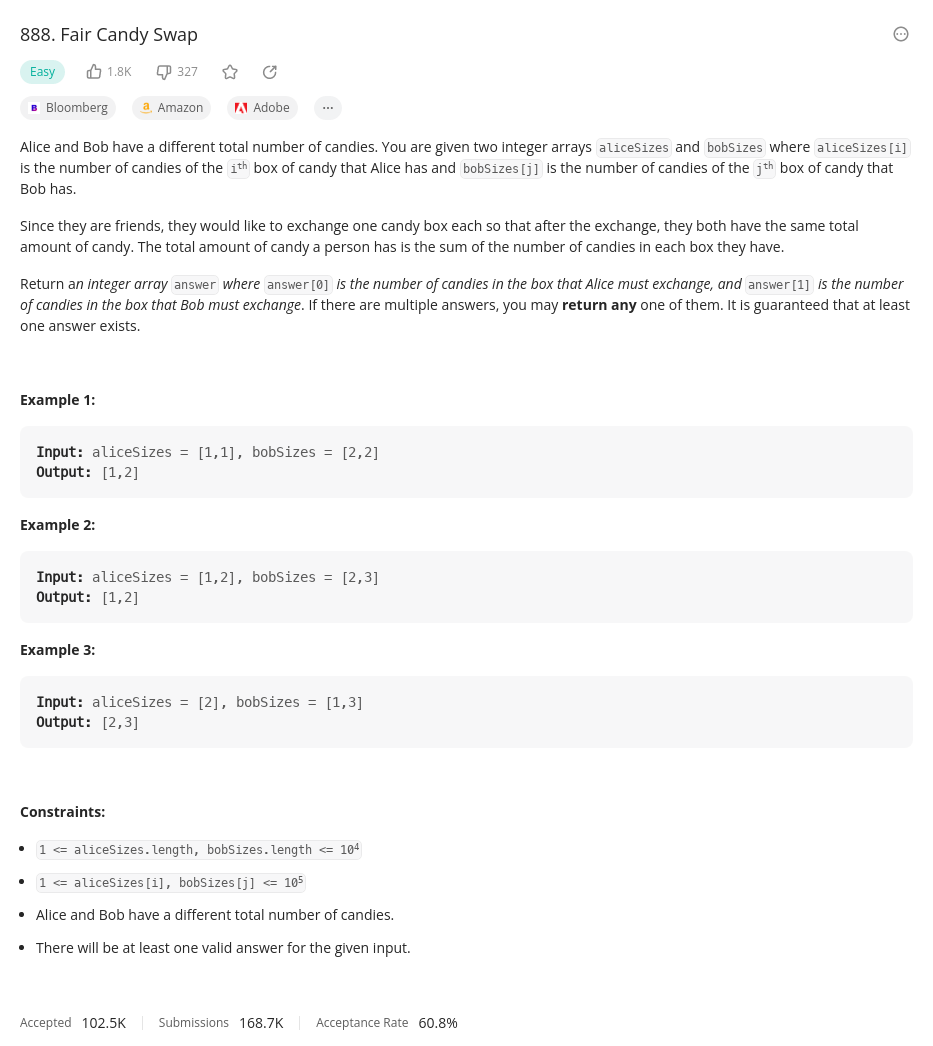 888. Fair Candy Swap
Easy 1.8K 327
Bloomberg Amazon Adobe ...
Alice and Bob have a different total number of candies. You are given two integer arrays aliceSizes and bobSizes where aliceSizes[i]
is the number of candies of the ith box of candy that Alice has and bobSizes[j] is the number of candies of the jth box of candy that
Bob has.
Since they are friends, they would like to exchange one candy box each so that after the exchange, they both have the same total
amount of candy. The total amount of candy a person has is the sum of the number of candies in each box they have.
Return an integer array answer where answer[0] is the number of candies in the box that Alice must exchange, and answer[1] is the
number of candies in the box that Bob must exchange. If there are multiple answers, you may return any one of them. It is guaranteed that at least
one answer exists.
Example 1:
Input: aliceSizes = [1,1], bobSizes = [2,2]
Output: [1,2]
Example 2:
Input: aliceSizes = [1,2], bobSizes = [2,3]
Output: [1,2]
Example 3:
Input: aliceSizes = [2], bobSizes = [1,3]
Output: [2,3]
Constraints:
• 1 <= aliceSizes.length, bobSizes.length <= 10⁴
• 1 <= aliceSizes[i], bobSizes[j] <= 10⁵
• Alice and Bob have a different total number of candies.
• There will be at least one valid answer for the given input.
Accepted 102.5K Submissions 168.7K Acceptance Rate 60.8%